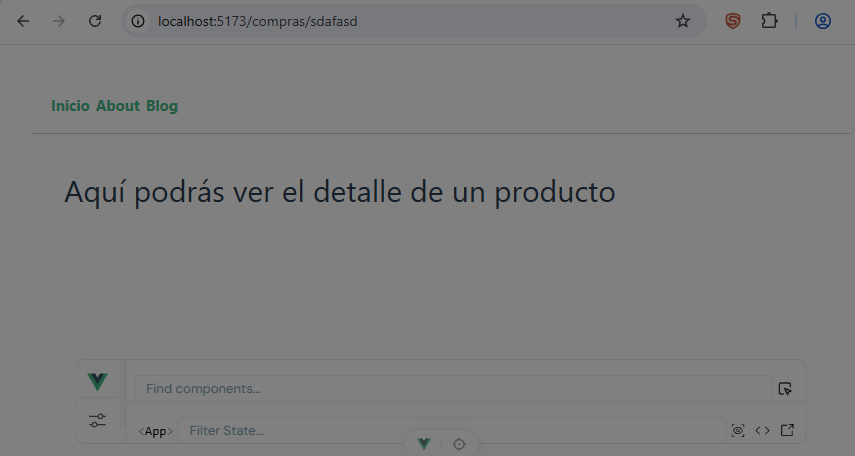 localhost:5173/compras/sdafasd
Inicio About Blog
Aquí podrás ver el detalle de un producto
Find components...
<App> Filter State...